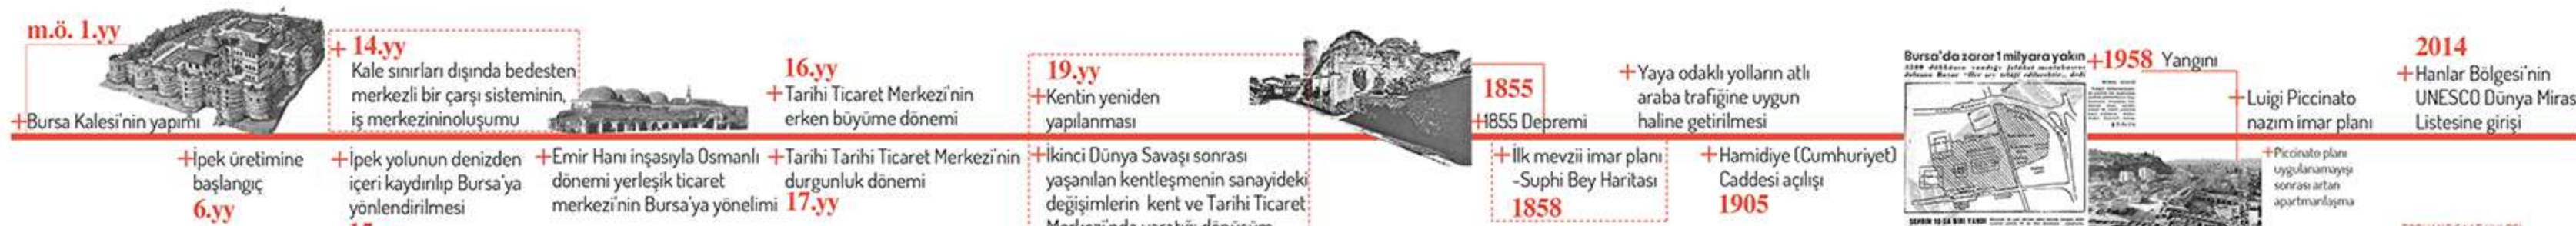 m.ö. 1.yy
+Bursa Kalesi'nin yapımı
+İpek üretimine
başlangıç
6.yy
+ 14.yy
Kale sınırları dışında bedesten
merkezli bir çarşı sisteminin,
iş merkezininoluşumu
+İpek yolunun denizden
içeri kaydırılıp Bursa'ya
yönlendirilmesi
+Emir Hanı inşasıyla Osmanlı
dönemi yerleşik ticaret
merkezi'nin Bursa'ya yönelimi
16.yy
+Tarihi Ticaret Merkezi'nin
erken büyüme dönemi
+Tarihi Tarihi Ticaret Merkezi'nin
durgunluk dönemi
17.yy
19.yy
+Kentin yeniden
yapılanması
+İkinci Dünya Savaşı sonrası
yaşanılan kentleşmenin sanayideki
değişimlerin kent ve Tarihi Ticaret
1855
+1855 Depremi
+İlk mevzii imar planı
-Suphi Bey Haritası
1858
+Yaya odaklı yolların atlı
araba trafiğine uygun
haline getirilmesi
+Hamidiye (Cumhuriyet)
Caddesi açılışı
1905
Bursa'da zarar 1 milyara yakın
ŞEHRİN 10 DA BİRİ YANDI
+1958 Yangını
+Luigi Piccinato
nazım imar planı
+Piccinato planı
uygulanamayışı
sonrası artan
apartmanlaşma
2014
+Hanlar Bölgesi'nin
UNESCO Dünya Miras
Listesine girişi